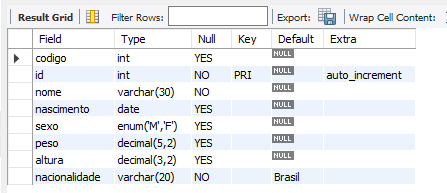 Result Grid Filter Rows: Export: Wrap Cell Content:
Field Type Null Key Default Extra
codigo int YES NULL
id int NO PRI NULL auto_increment
nome varchar(30) NO NULL
nascimento date YES NULL
sexo enum('M','F') YES NULL
peso decimal(5,2) YES NULL
altura decimal(3,2) YES NULL
nacionalidade varchar(20) NO Brasil